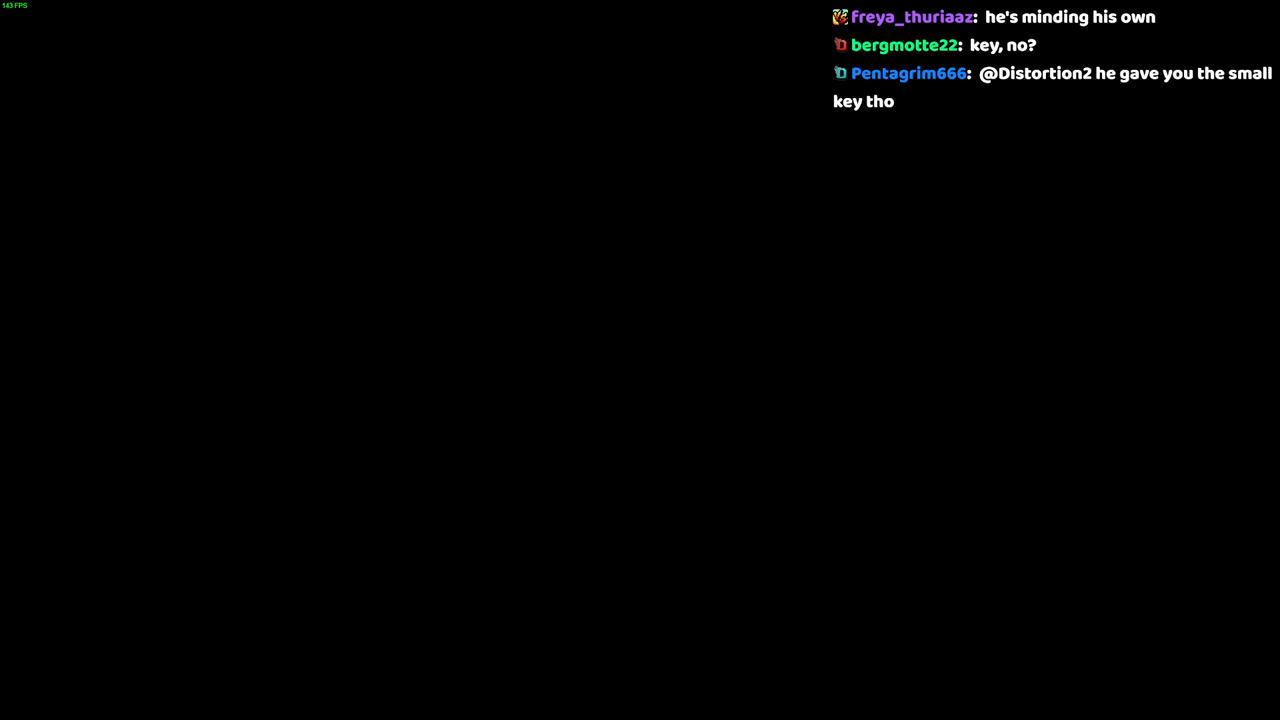 143 FPS
freya_thuriaaz: he's minding his own
bergmotte22: key, no?
Pentagrim666: @Distortion2 he gave you the small
key tho